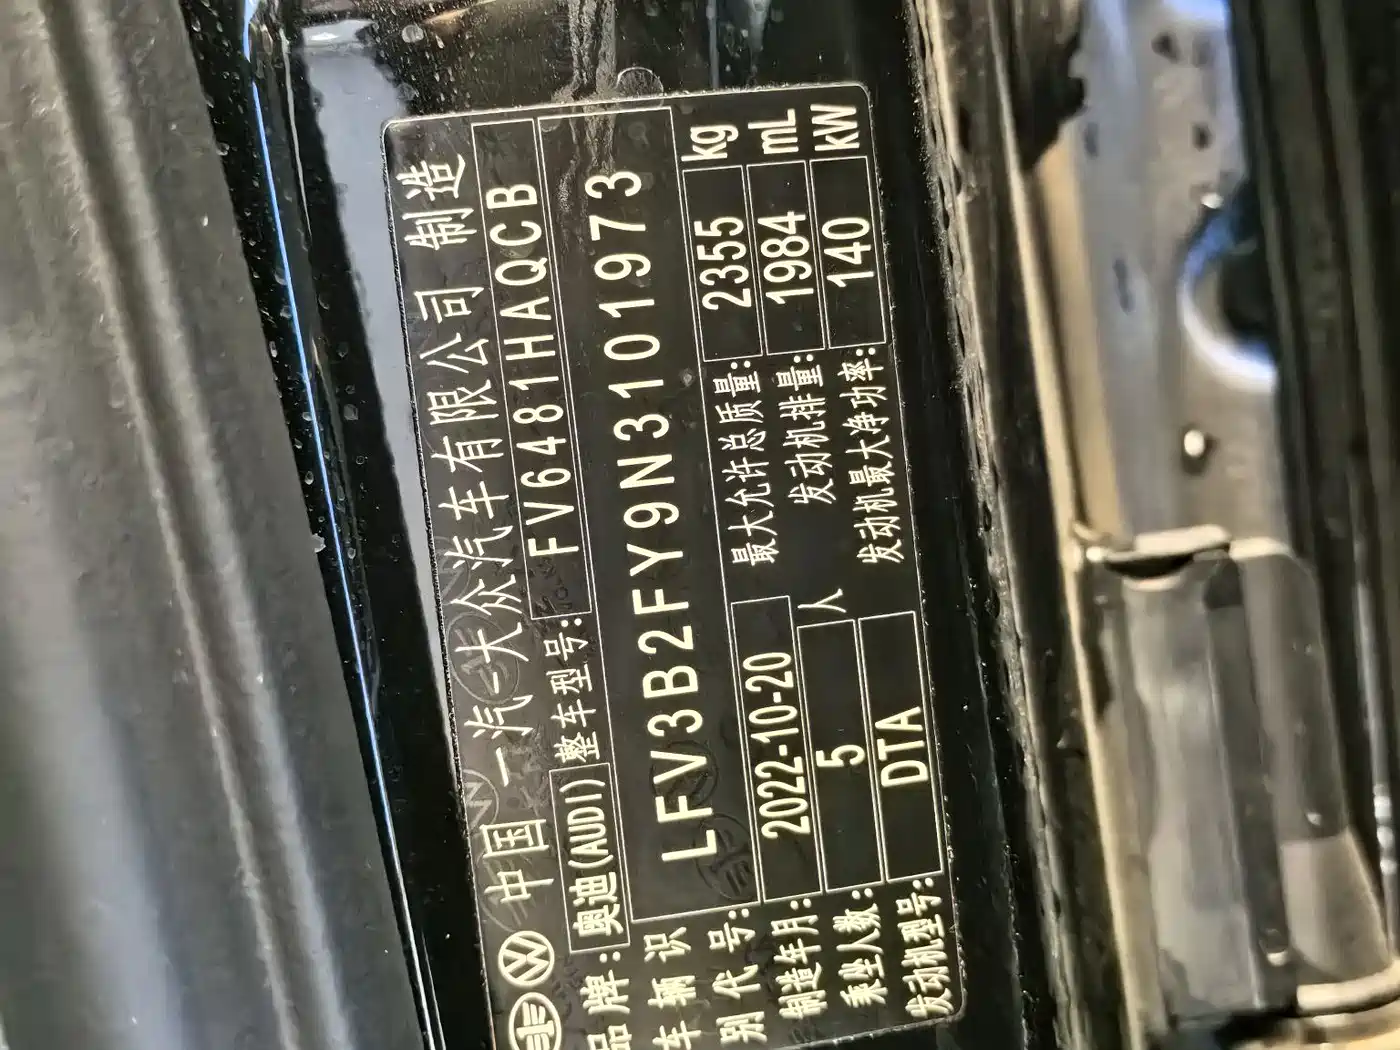 中国一汽-大众汽车有限公司 制造
品牌: 奥迪(AUDI) 整车型号: FV6481HAQCB
车辆识别代号: LFV3B2FY9N3101973
制造年月: 2022-10-20 最大允许总质量: 2355 kg
乘坐人数: 5 人 发动机排量: 1984 mL
发动机型号: DTA 发动机最大净功率: 140 kW